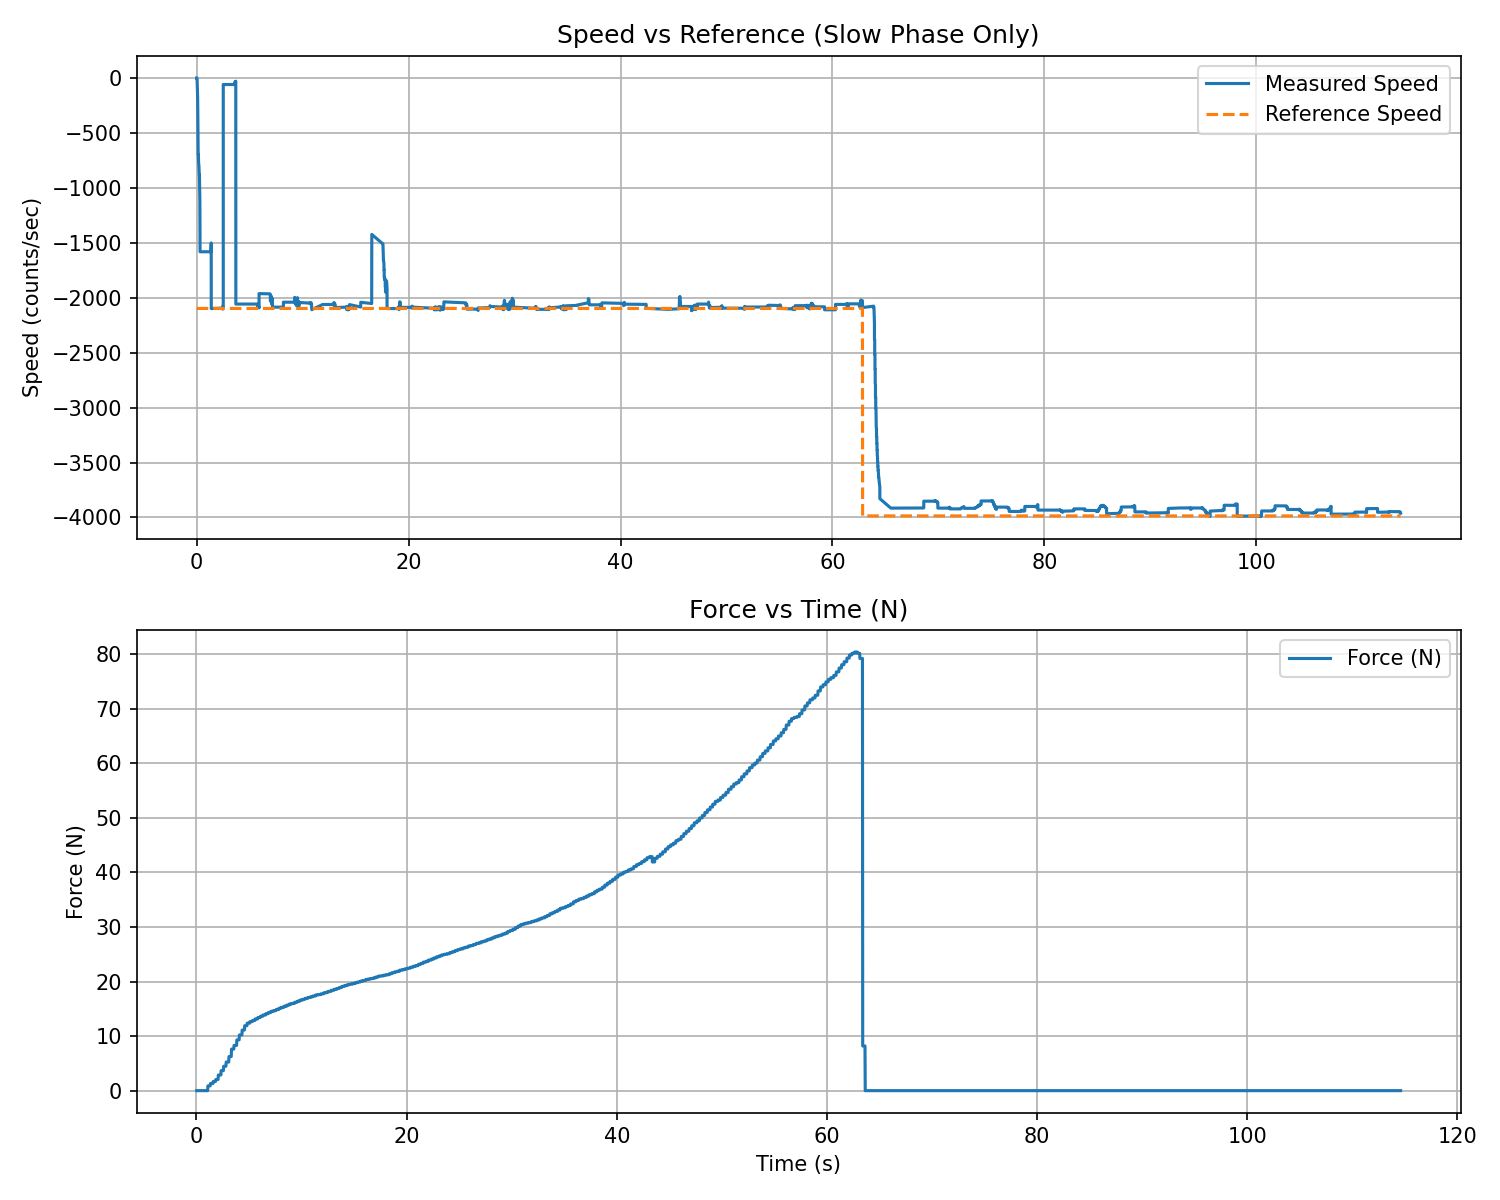 Speed vs Reference (Slow Phase Only)
Speed (counts/sec)
0
−500
−1000
−1500
−2000
−2500
−3000
−3500
−4000
Measured Speed
Reference Speed
0 20 40 60 80 100
Force vs Time (N)
Force (N)
80
70
60
50
40
30
20
10
0
Force (N)
0 20 40 60 80 100 120
Time (s)